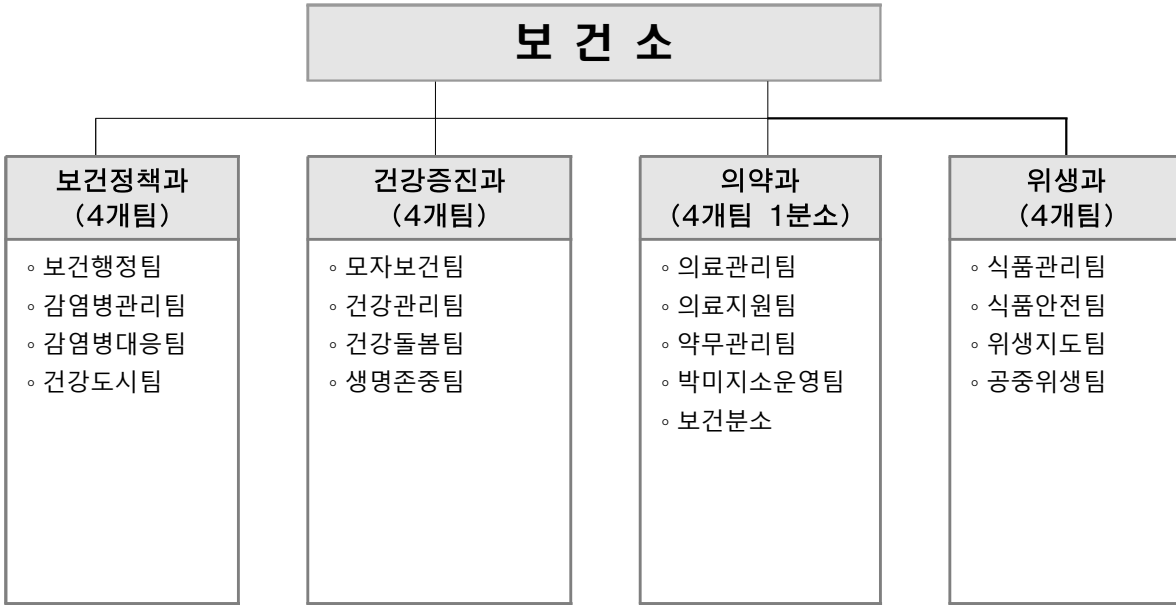 보 건 소
보건정책과
(4개팀)
◦ 보건행정팀
◦ 감염병관리팀
◦ 감염병대응팀
◦ 건강도시팀
건강증진과
(4개팀)
◦ 모자보건팀
◦ 건강관리팀
◦ 건강돌봄팀
◦ 생명존중팀
의약과
(4개팀 1분소)
◦ 의료관리팀
◦ 의료지원팀
◦ 약무관리팀
◦ 박미지소운영팀
◦ 보건분소
위생과
(4개팀)
◦ 식품관리팀
◦ 식품안전팀
◦ 위생지도팀
◦ 공중위생팀